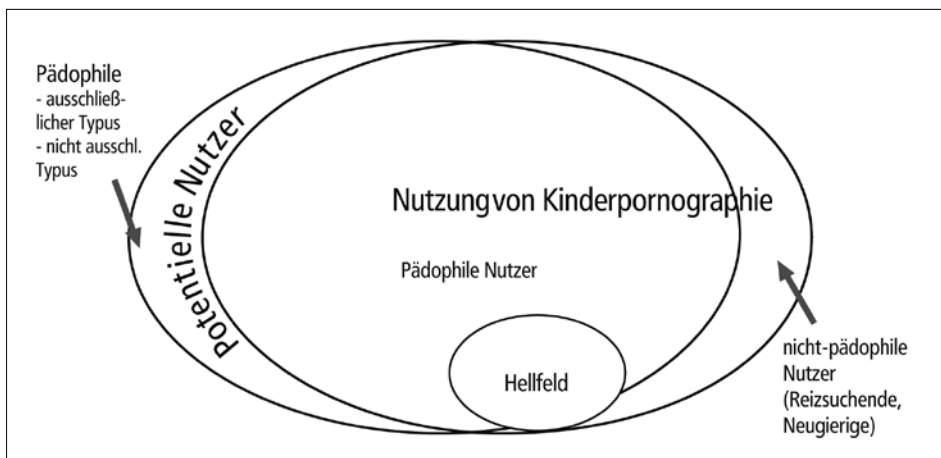 Pädophile
- ausschließ-
licher Typus
- nicht ausschl.
Typus
Potentielle Nutzer
Nutzung von Kinderpornographie
Pädophile Nutzer
Hellfeld
nicht-pädophile
Nutzer
(Reizsuchende,
Neugierige)